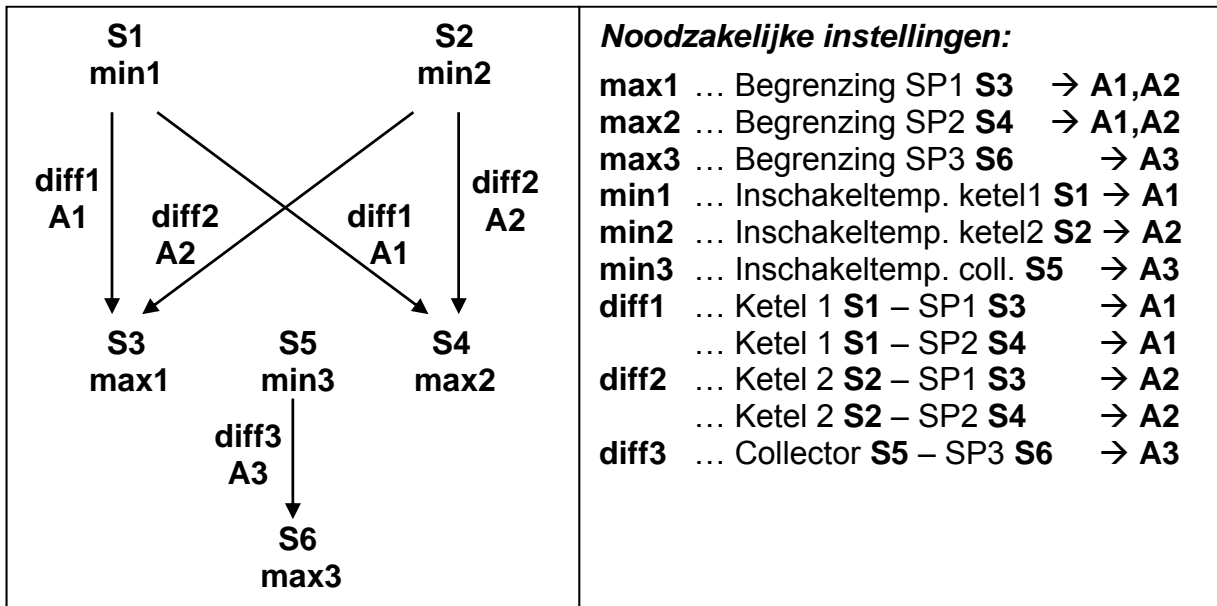 S1
min1
S2
min2
diff1
A1
diff2
A2
diff1
A1
diff2
A2
S3
max1
S5
min3
S4
max2
diff3
A3
S6
max3
Noodzakelijke instellingen:
max1 … Begrenzing SP1 S3 → A1,A2
max2 … Begrenzing SP2 S4 → A1,A2
max3 … Begrenzing SP3 S6 → A3
min1 … Inschakeltemp. ketel1 S1 → A1
min2 … Inschakeltemp. ketel2 S2 → A2
min3 … Inschakeltemp. coll. S5 → A3
diff1 … Ketel 1 S1 – SP1 S3 → A1
… Ketel 1 S1 – SP2 S4 → A1
diff2 … Ketel 2 S2 – SP1 S3 → A2
… Ketel 2 S2 – SP2 S4 → A2
diff3 … Collector S5 – SP3 S6 → A3